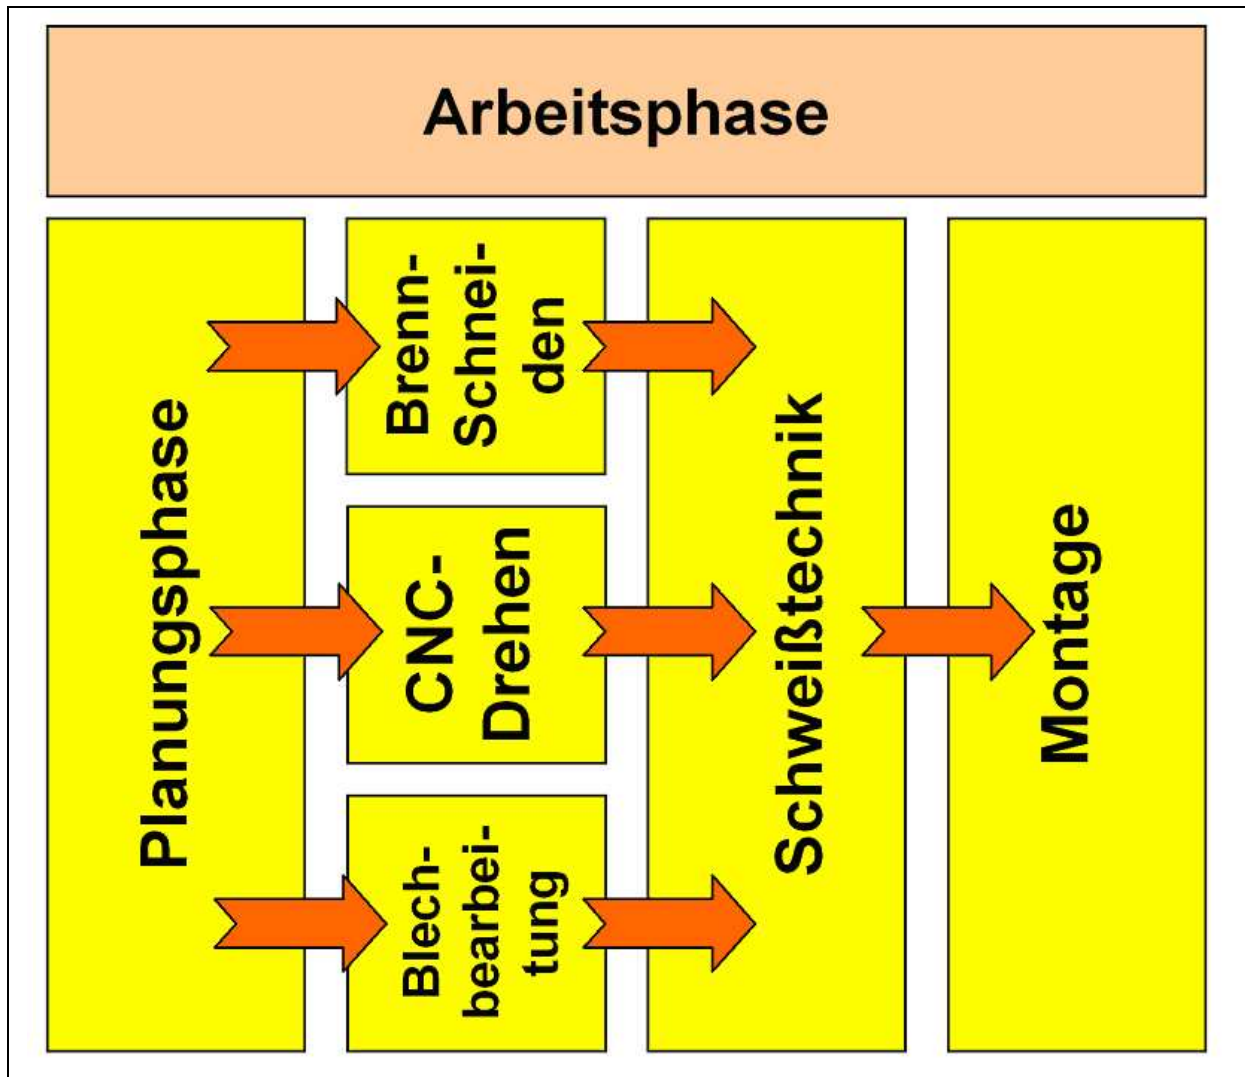 Arbeitsphase
Planungsphase
Brenn-
Schnei-
den
CNC-
Drehen
Blech-
bearbei-
tung
Schweißtechnik
Montage